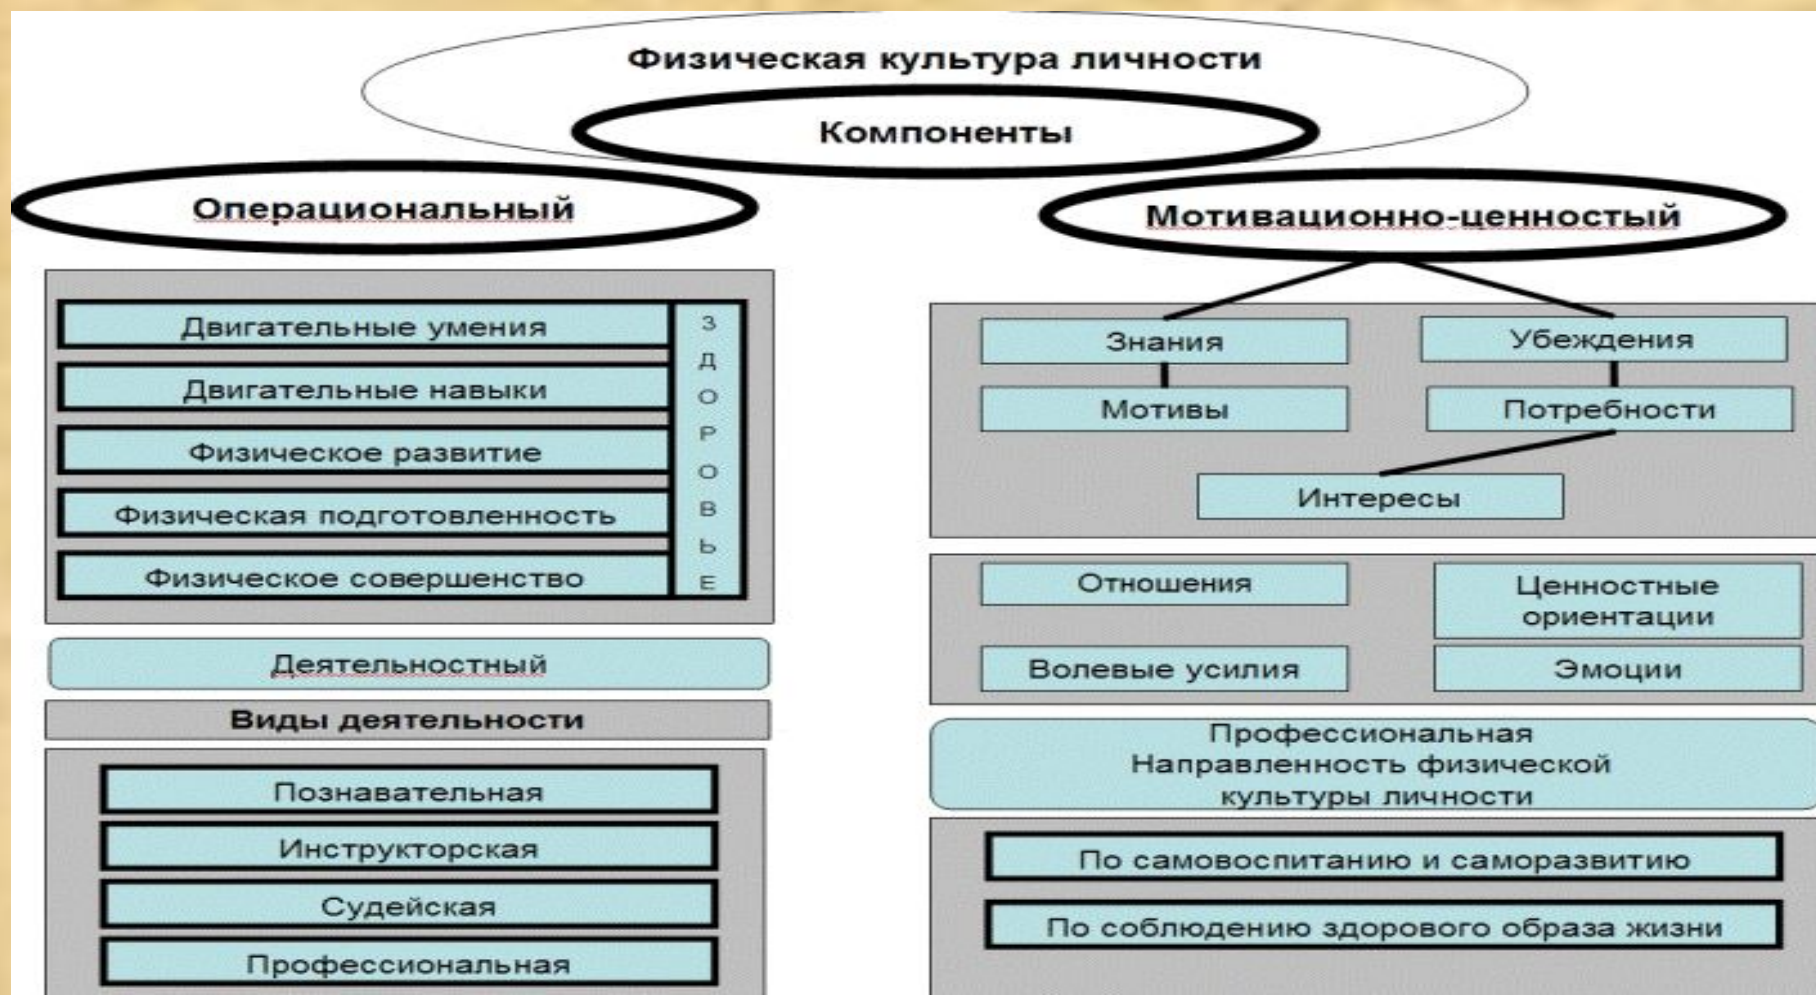 Физическая культура личности
Компоненты
Операциональный
Мотивационно-ценностый
Двигательные умения
Двигательные навыки
Физическое развитие
Физическая подготовленность
Физическое совершенство
З
Д
О
Р
О
В
Ь
Е
Деятельностный
Виды деятельности
Познавательная
Инструкторская
Судейская
Профессиональная
Знания
Убеждения
Мотивы
Потребности
Интересы
Отношения
Ценностные
ориентации
Волевые усилия
Эмоции
Профессиональная
Направленность физической
культуры личности
По самовоспитанию и саморазвитию
По соблюдению здорового образа жизни